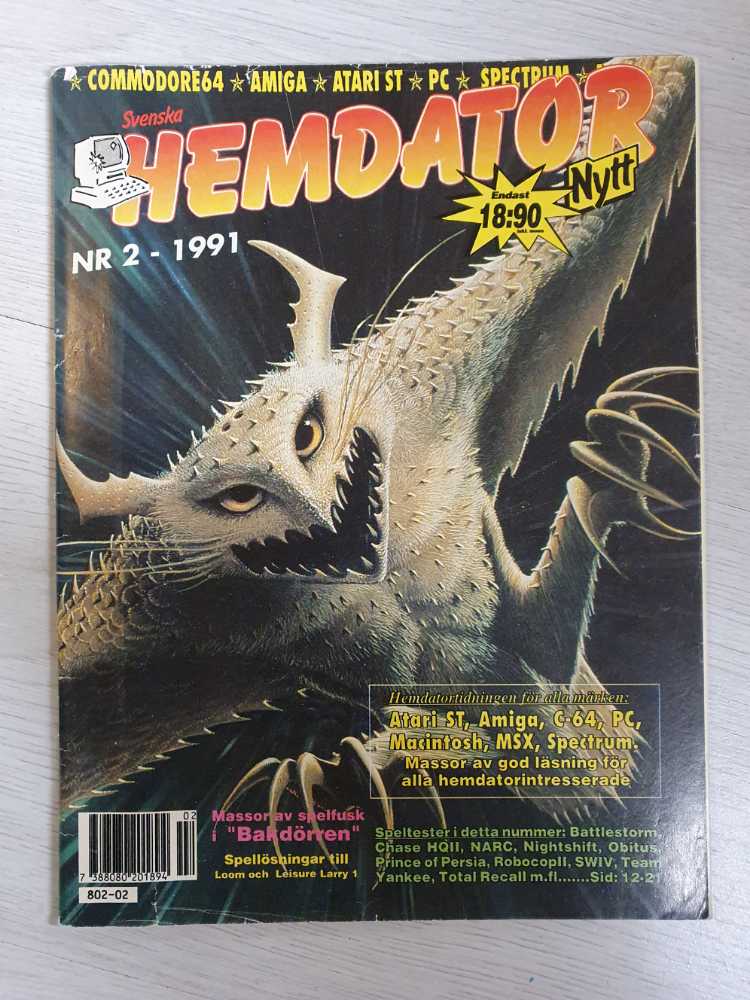 ★ COMMODORE64 ★ AMIGA ★ ATARI ST ★ PC ★ SPECTRUM ★
Svenska
HEMDATOR
Nytt
Endast
18:90
inkl. moms
NR 2 - 1991
Hemdatortidningen för alla märken:
Atari ST, Amiga, C-64, PC,
Macintosh, MSX, Spectrum.
Massor av god läsning för
alla hemdatorintresserade
Massor av spelfusk
i "Bakdörren"
Spellösningar till
Loom och Leisure Larry 1
Speltester i detta nummer: Battlestorm,
Chase HQII, NARC, Nightshift, Obitus,
Prince of Persia, RobocopII, SWIV, Team
Yankee, Total Recall m.fl.......Sid: 12-21
02
7 388080 201894
802-02